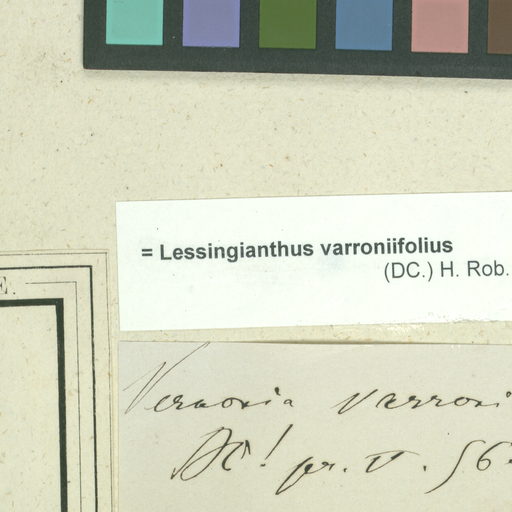 = Lessingianthus varroniifolius
(DC.) H. Rob.
E.
Vernonia varroni
DC! pr. V. 56